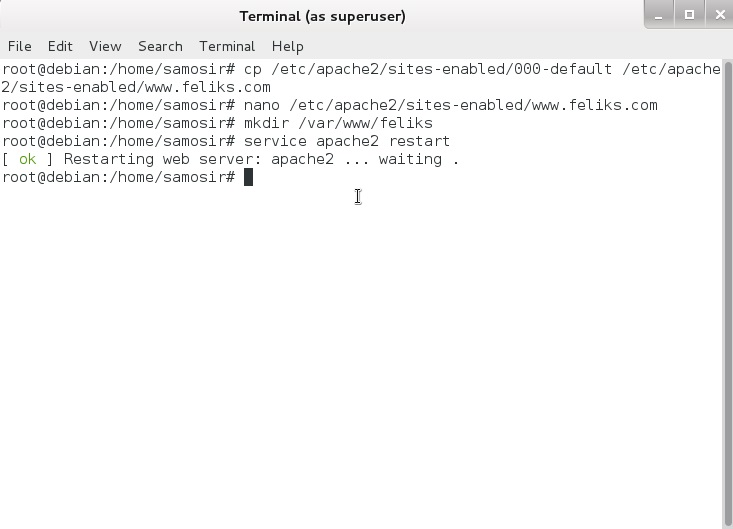 Terminal (as superuser)
File Edit View Search Terminal Help
root@debian:/home/samosir# cp /etc/apache2/sites-enabled/000-default /etc/apache
2/sites-enabled/www.feliks.com
root@debian:/home/samosir# nano /etc/apache2/sites-enabled/www.feliks.com
root@debian:/home/samosir# mkdir /var/www/feliks
root@debian:/home/samosir# service apache2 restart
[ ok ] Restarting web server: apache2 ... waiting .
root@debian:/home/samosir#